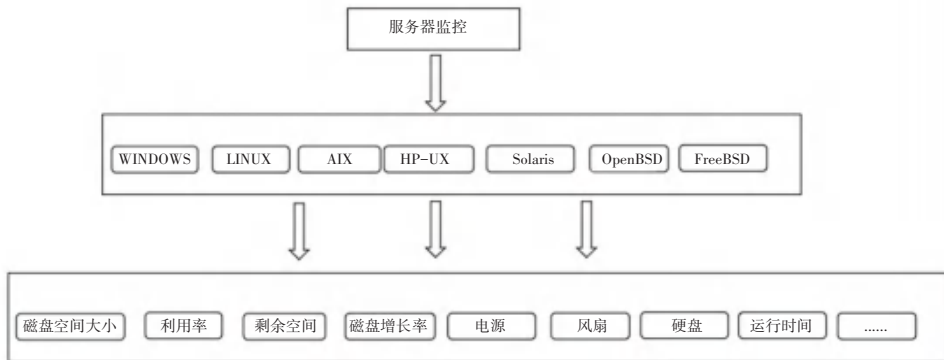 服务器监控
WINDOWS LINUX AIX HP-UX Solaris OpenBSD FreeBSD
磁盘空间大小 利用率 剩余空间 磁盘增长率 电源 风扇 硬盘 运行时间 ......